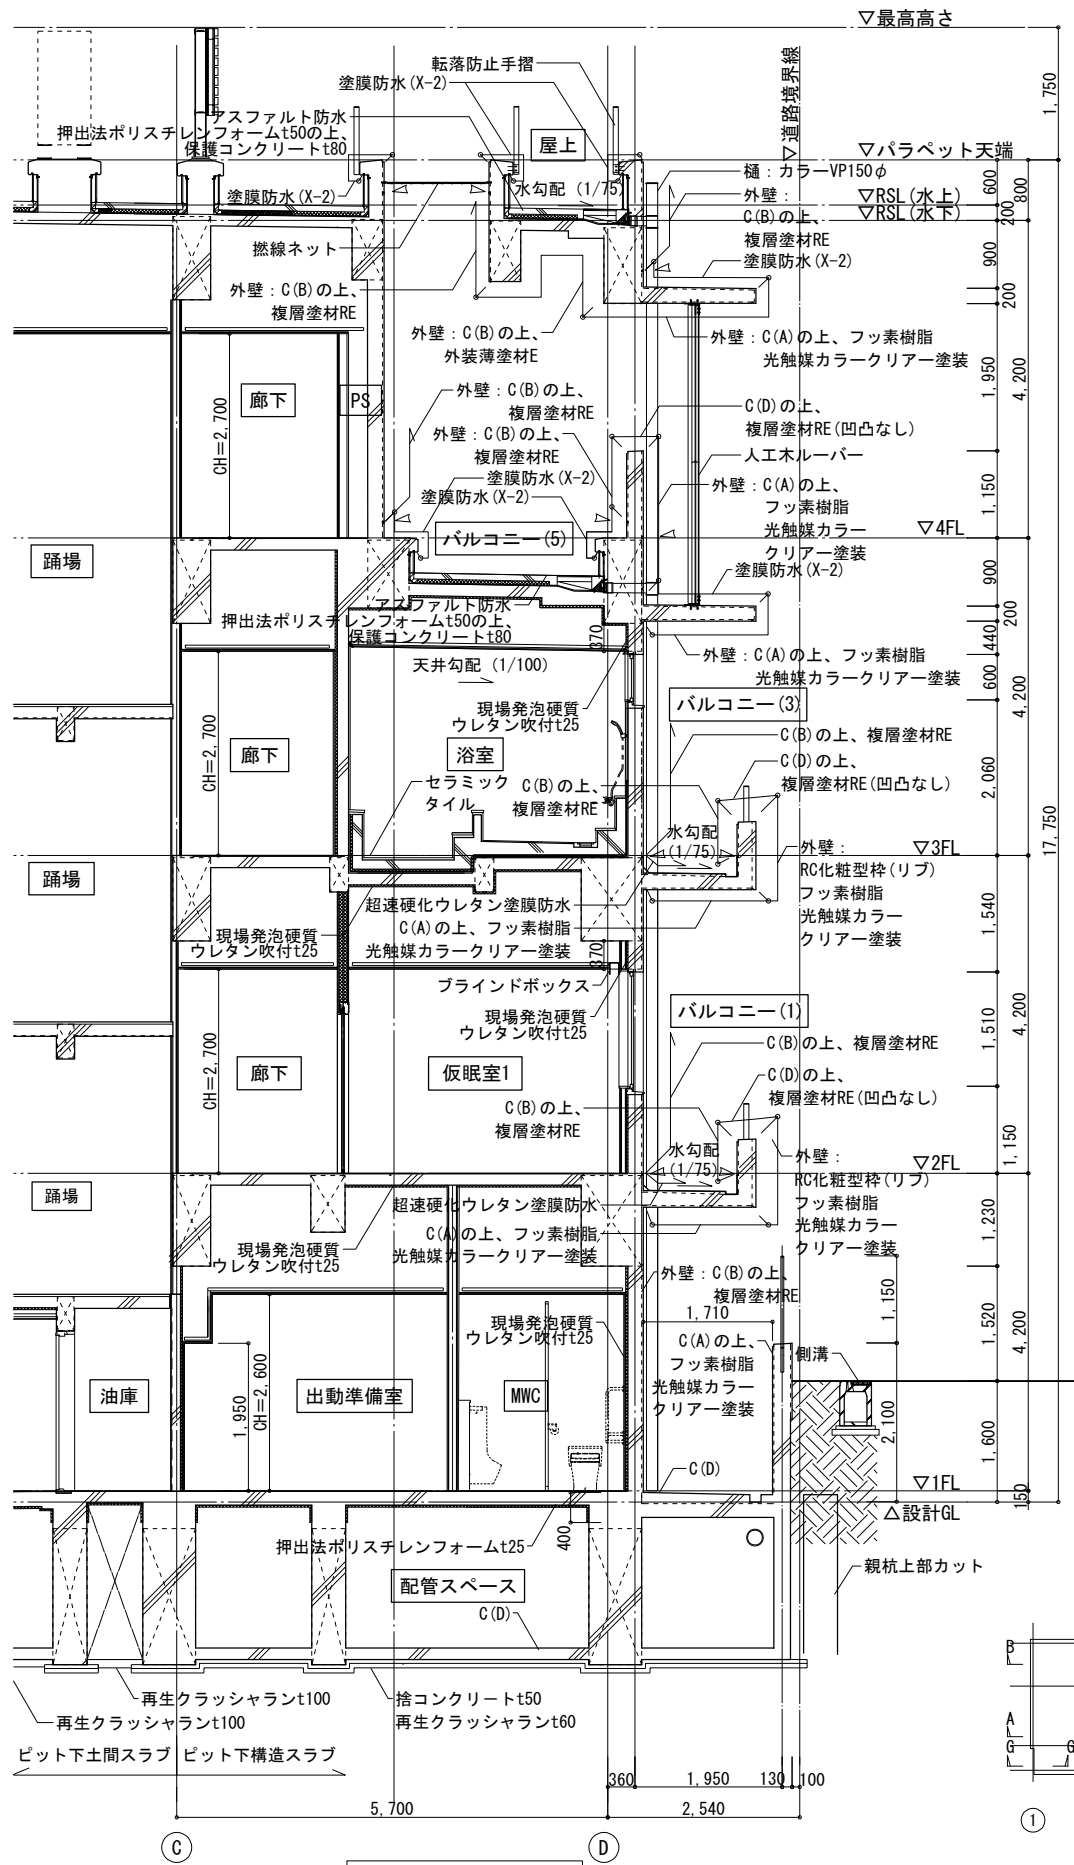 ▽最高高さ
▽道路境界線
1,750
転落防止手摺
塗膜防水(X-2)
アスファルト防水
押出法ポリスチレンフォームt50の上、
保護コンクリートt80
屋上
▽パラペット天端
樋：カラーVP150φ
塗膜防水(X-2)
水勾配 (1/75)
外壁：
▽RSL(水上)
▽RSL(水下)
600
800
200
C(B)の上、
複層塗材RE
撚線ネット
塗膜防水(X-2)
900
外壁：C(B)の上、
複層塗材RE
200
外壁：C(B)の上、
外装薄塗材E
外壁：C(A)の上、フッ素樹脂
光触媒カラークリアー塗装
1,950
4,200
廊下
PS
CH=2,700
外壁：C(B)の上、
複層塗材RE
C(D)の上、
複層塗材RE(凹凸なし)
外壁：C(B)の上、
複層塗材RE
人工木ルーバー
塗膜防水(X-2)
塗膜防水(X-2)
外壁：C(A)の上、
フッ素樹脂
光触媒カラー
クリアー塗装
1,150
▽4FL
バルコニー(5)
踊場
塗膜防水(X-2)
900
アスファルト防水
押出法ポリスチレンフォームt50の上、
保護コンクリートt80
370
200
440
天井勾配 (1/100)
外壁：C(A)の上、フッ素樹脂
光触媒カラークリアー塗装
600
4,200
現場発泡硬質
ウレタン吹付t25
バルコニー(3)
C(B)の上、複層塗材RE
廊下
CH=2,700
浴室
セラミック
タイル
C(B)の上、
複層塗材RE
C(D)の上、
複層塗材RE(凹凸なし)
2,060
17,750
水勾配
(1/75)
外壁：
▽3FL
RC化粧型枠(リブ)
フッ素樹脂
光触媒カラー
クリアー塗装
踊場
超速硬化ウレタン塗膜防水
C(A)の上、フッ素樹脂
光触媒カラークリアー塗装
現場発泡硬質
ウレタン吹付t25
1,540
370
ブラインドボックス
現場発泡硬質
ウレタン吹付t25
バルコニー(1)
1,510
4,200
C(B)の上、複層塗材RE
廊下
CH=2,700
仮眠室1
C(D)の上、
複層塗材RE(凹凸なし)
C(B)の上、
複層塗材RE
1,150
水勾配
(1/75)
外壁：
▽2FL
RC化粧型枠(リブ)
フッ素樹脂
光触媒カラー
クリアー塗装
踊場
超速硬化ウレタン塗膜防水
C(A)の上、フッ素樹脂
光触媒カラークリアー塗装
現場発泡硬質
ウレタン吹付t25
1,230
外壁：C(B)の上、
複層塗材RE
1,150
1,710
現場発泡硬質
ウレタン吹付t25
C(A)の上、
フッ素樹脂
光触媒カラー
クリアー塗装
側溝
1,520
4,200
油庫
1,950
CH=2,600
出動準備室
MWC
2,100
1,600
C(D)
▽1FL
150
△設計GL
400
押出法ポリスチレンフォームt25
配管スペース
C(D)
親杭上部カット
再生クラッシャランt100
再生クラッシャランt100
捨コンクリートt50
再生クラッシャランt60
ピット下土間スラブ
ピット下構造スラブ
B
A
G
G
360
1,950
130
100
5,700
2,540
C
D
1